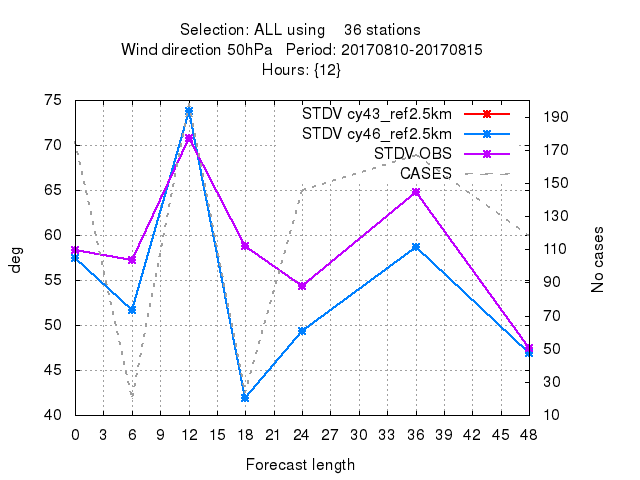 Selection: ALL using 36 stations
Wind direction 50hPa Period: 20170810-20170815
Hours: {12}
STDV cy43_ref2.5km
STDV cy46_ref2.5km
STDV OBS
CASES
75
70
65
60
55
50
45
40
190
170
150
130
110
90
70
50
30
10
deg
No cases
0 3 6 9 12 15 18 21 24 27 30 33 36 39 42 45 48
Forecast length